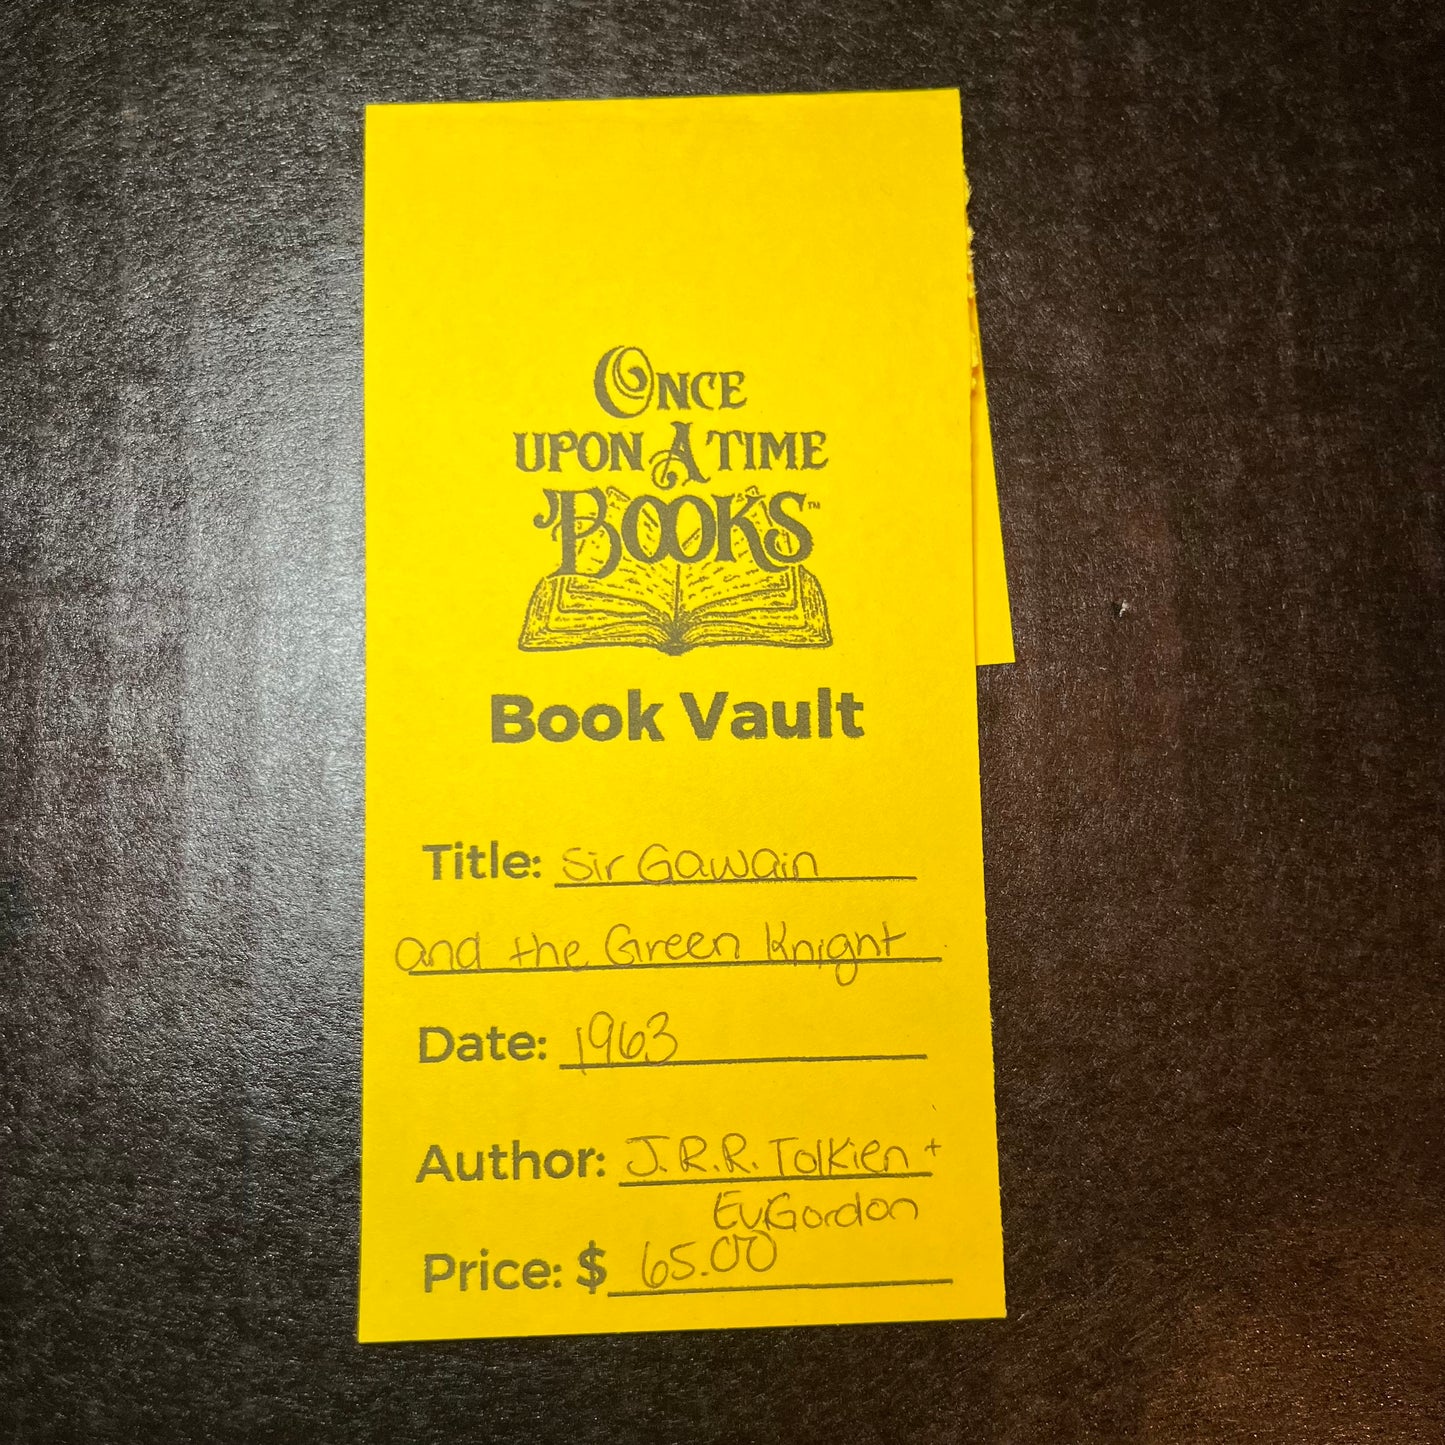 ONCE
UPON A TIME
BOOKS™
Book Vault
Title: Sir Gawain
and the Green Knight
Date: 1963
Author: J.R.R. Tolkien +
E.V. Gordon
Price: $ 65.00